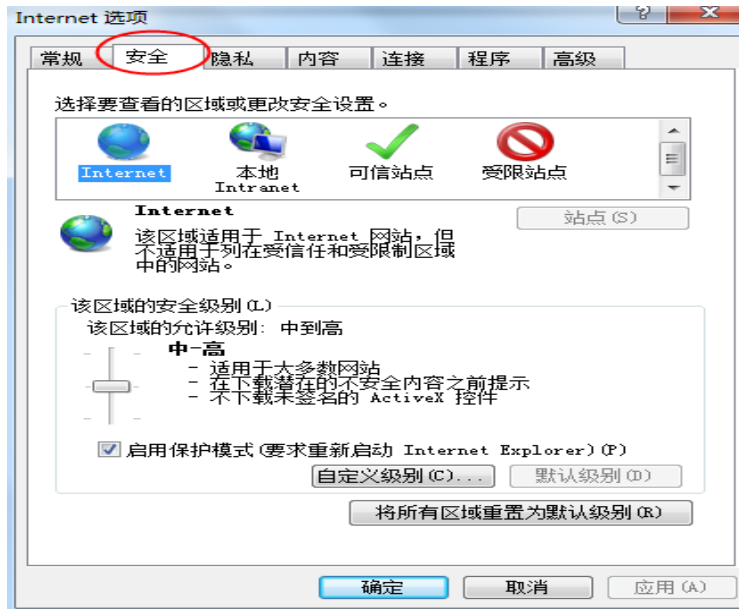 Internet 选项
常规 安全 隐私 内容 连接 程序 高级
选择要查看的区域或更改安全设置。
Internet 本地 Intranet 可信站点 受限站点
Internet
站点(S)
该区域适用于 Internet 网站，但
不适用于列在受信任和受限制区域
中的网站。
该区域的安全级别(L)
该区域的允许级别: 中到高
中-高
- 适用于大多数网站
- 在下载潜在的不安全内容之前提示
- 不下载未签名的 ActiveX 控件
启用保护模式(要求重新启动 Internet Explorer)(P)
自定义级别(C)... 默认级别(D)
将所有区域重置为默认级别(R)
确定 取消 应用(A)